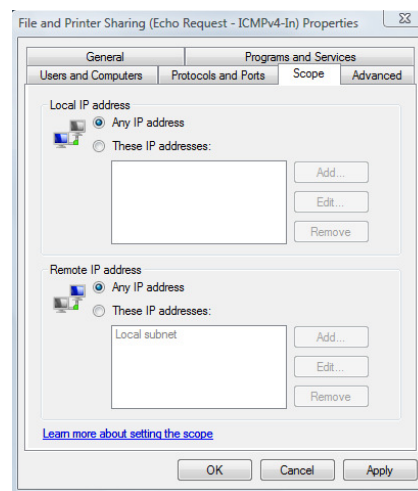 File and Printer Sharing (Echo Request - ICMPv4-In) Properties
General Programs and Services
Users and Computers Protocols and Ports Scope Advanced
Local IP address
Any IP address
These IP addresses:
Add...
Edit...
Remove
Remote IP address
Any IP address
These IP addresses:
Local subnet
Add...
Edit...
Remove
Learn more about setting the scope
OK Cancel Apply